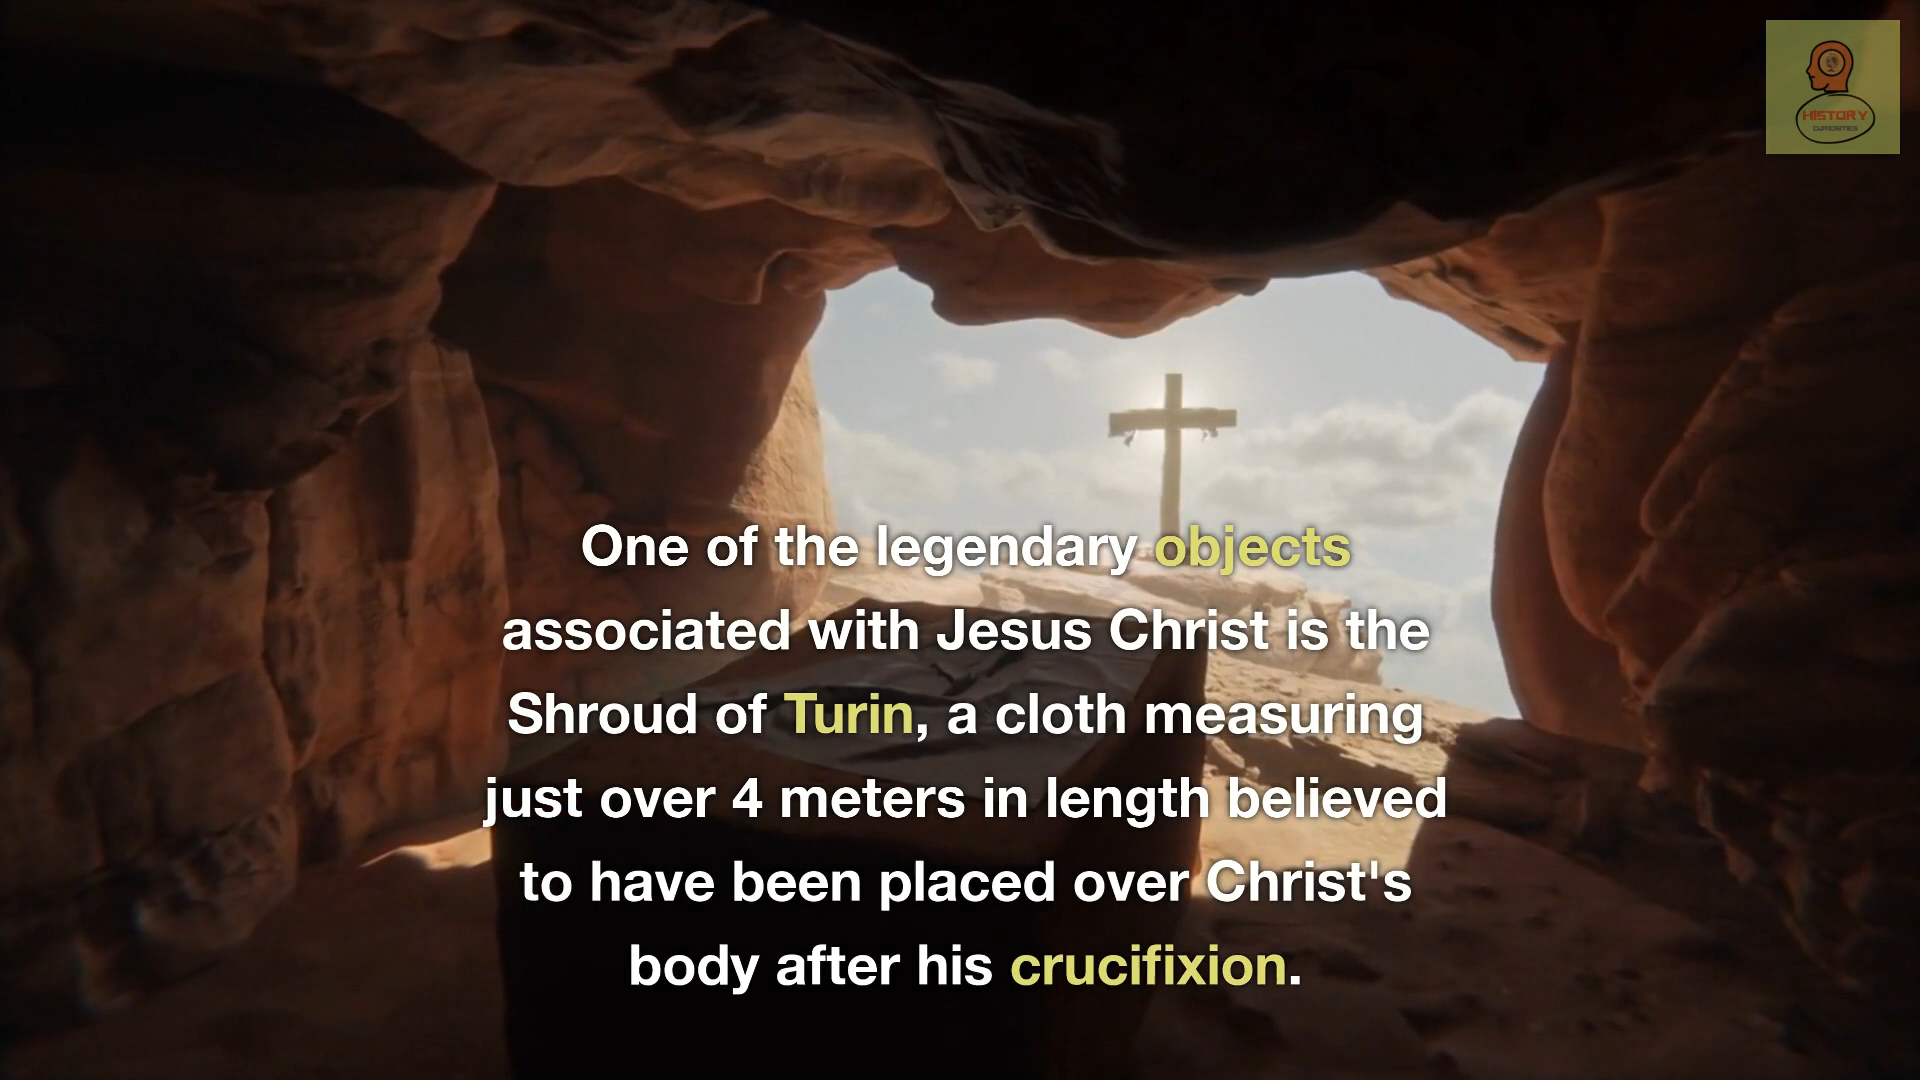 HISTORY
CURIOSITIES
One of the legendary objects
associated with Jesus Christ is the
Shroud of Turin, a cloth measuring
just over 4 meters in length believed
to have been placed over Christ's
body after his crucifixion.